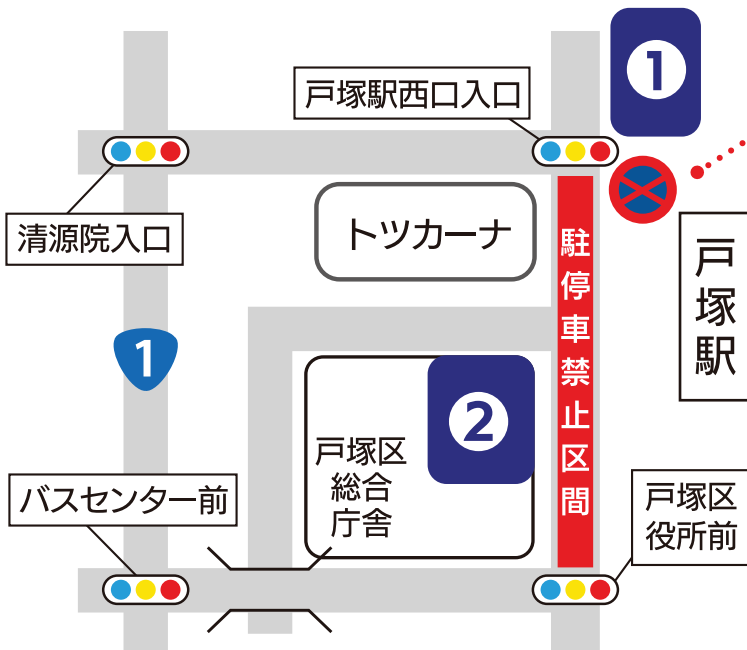 1
戸塚駅西口入口
清源院入口
トツカーナ
戸塚駅
駐停車禁止区間
1
2
戸塚区
総合
庁舎
バスセンター前
戸塚区
役所前